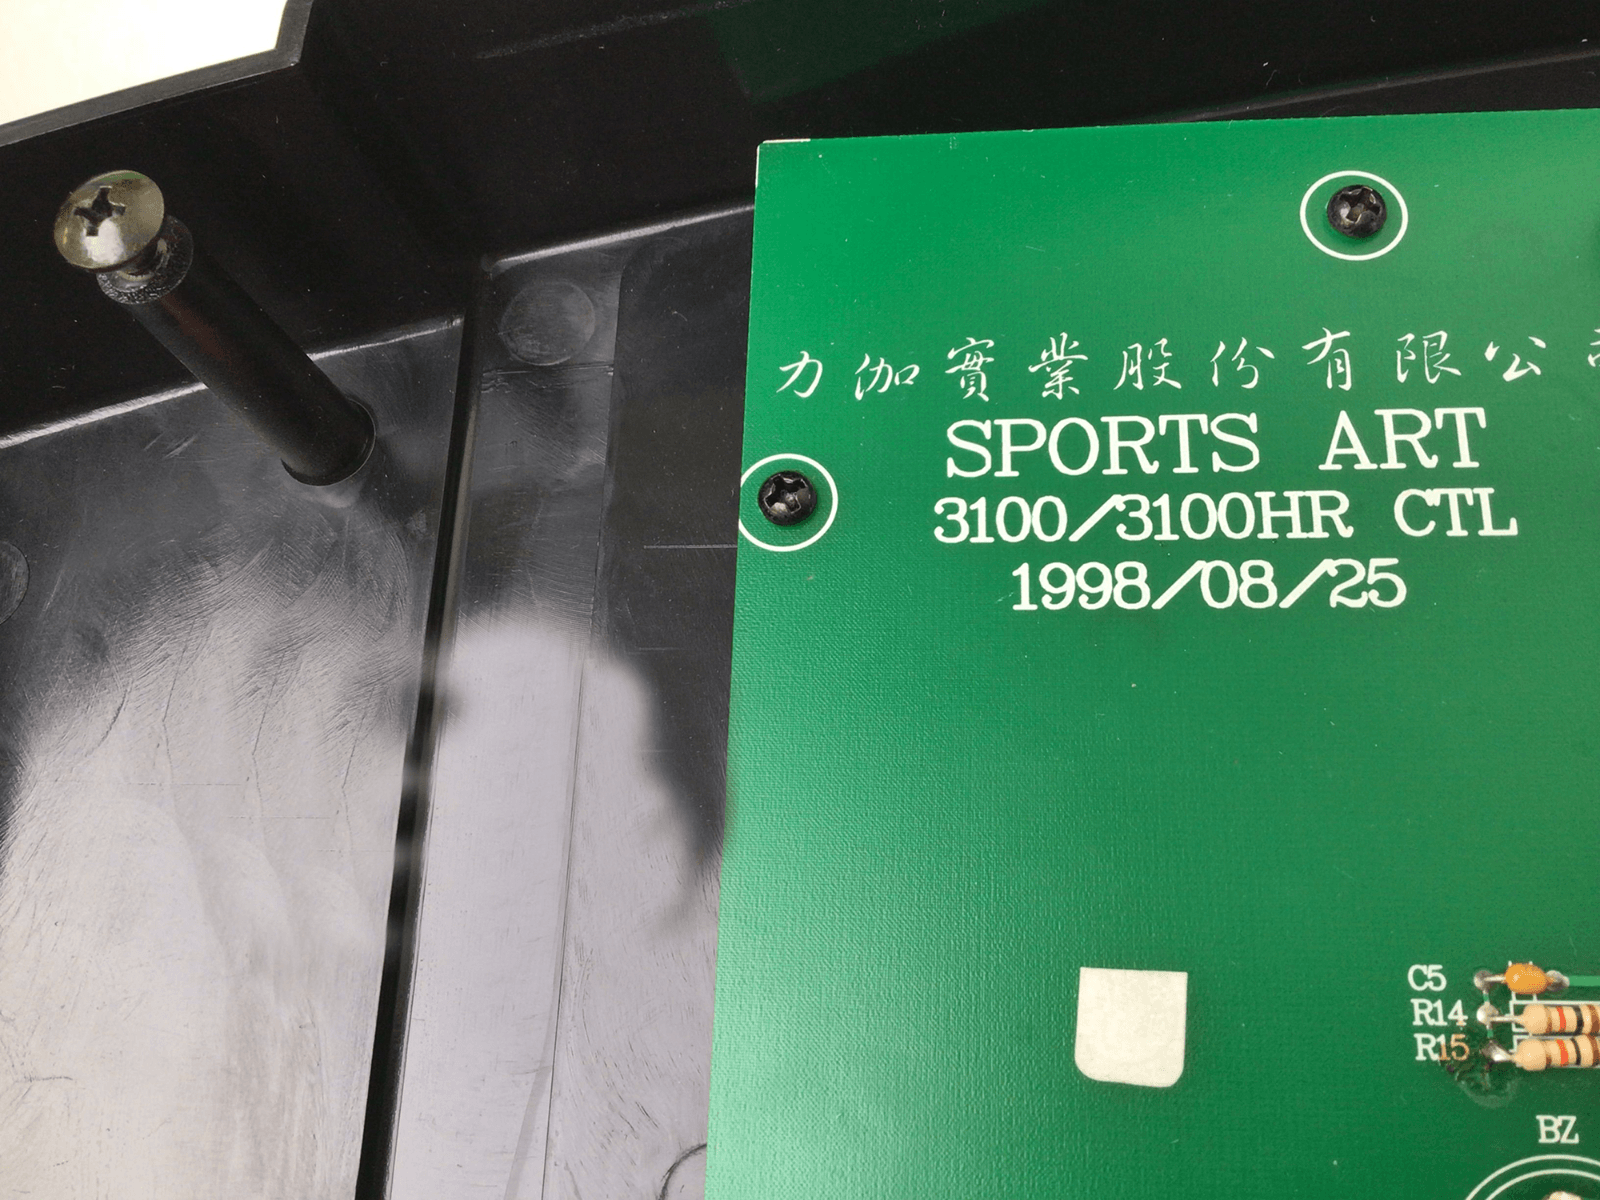 力伽實業股份有限公司
SPORTS ART
3100/3100HR CTL
1998/08/25
C5
R14
R15
BZ